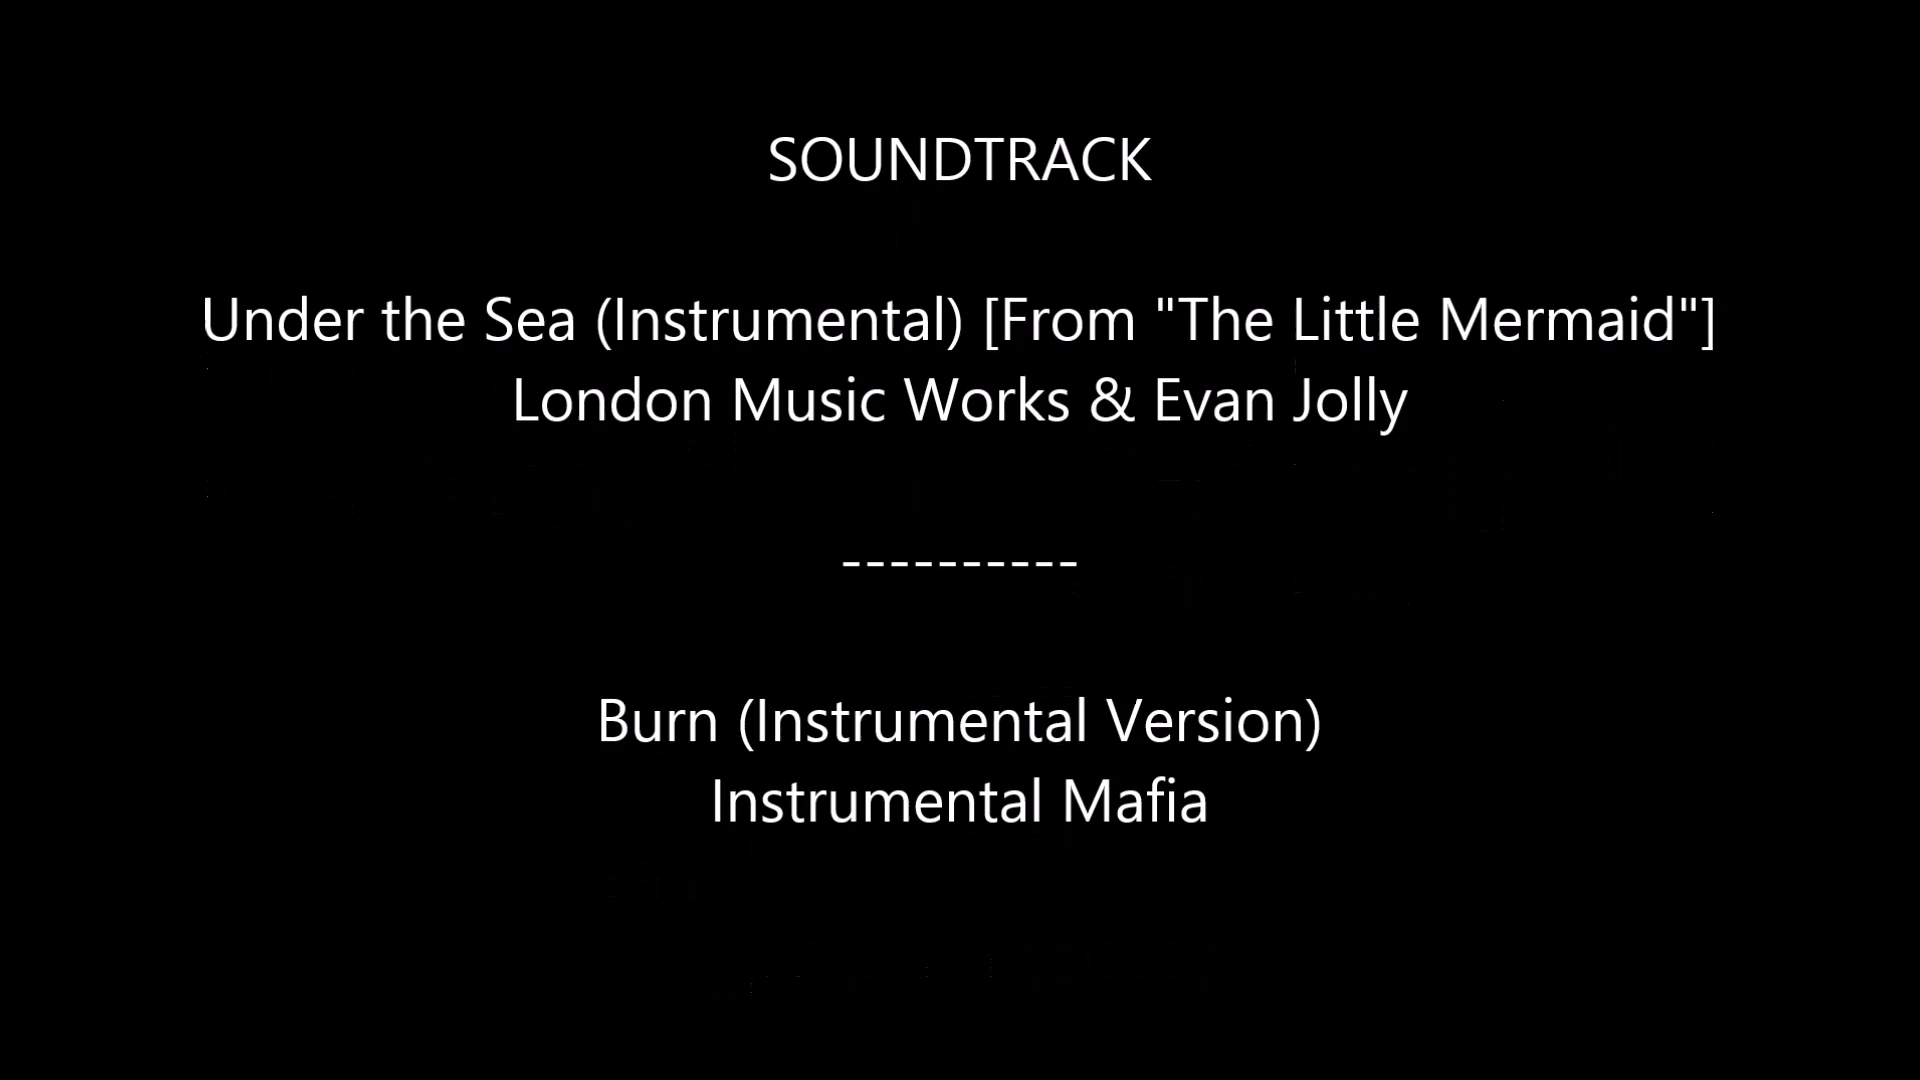 SOUNDTRACK
Under the Sea (Instrumental) [From "The Little Mermaid"]
London Music Works & Evan Jolly
----------
Burn (Instrumental Version)
Instrumental Mafia